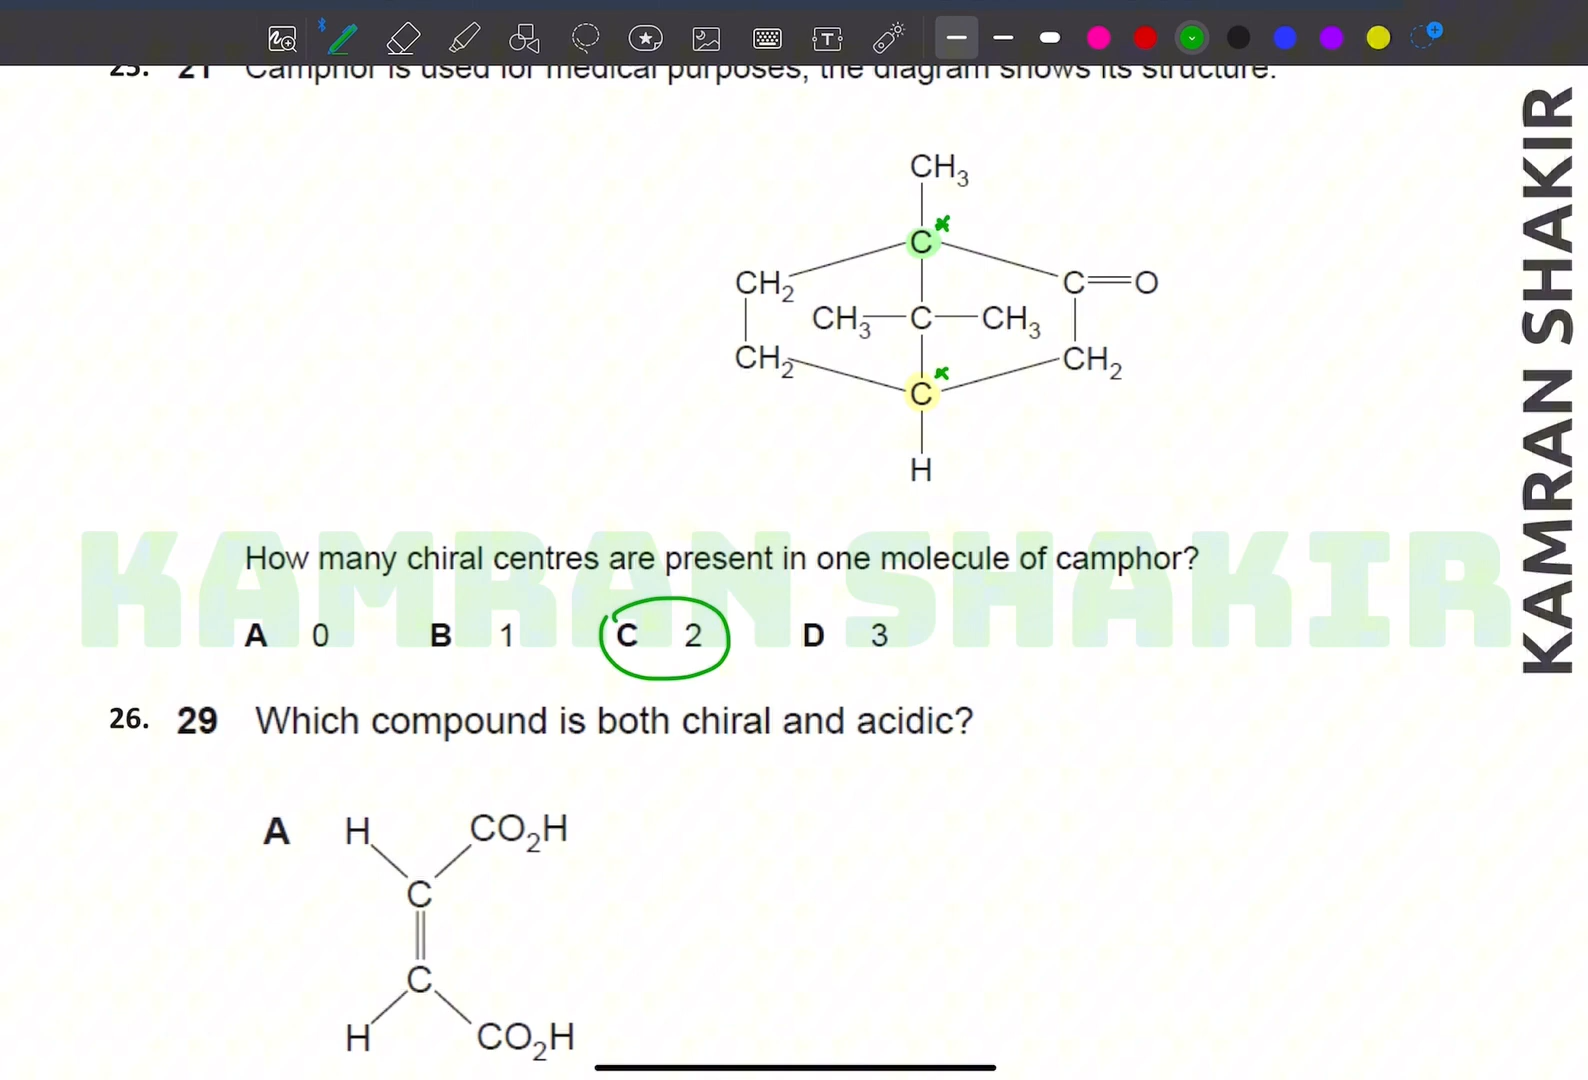 25. 21 Camphor is used for medical purposes, the diagram shows its structure.
CH3
C*
CH2 C=O
CH3—C—CH3
CH2 CH2
C*
H
How many chiral centres are present in one molecule of camphor?
A 0 B 1 C 2 D 3
26. 29 Which compound is both chiral and acidic?
A H CO2H
C
C
H CO2H
KAMRAN SHAKIR
KAMRAN SHAKIR